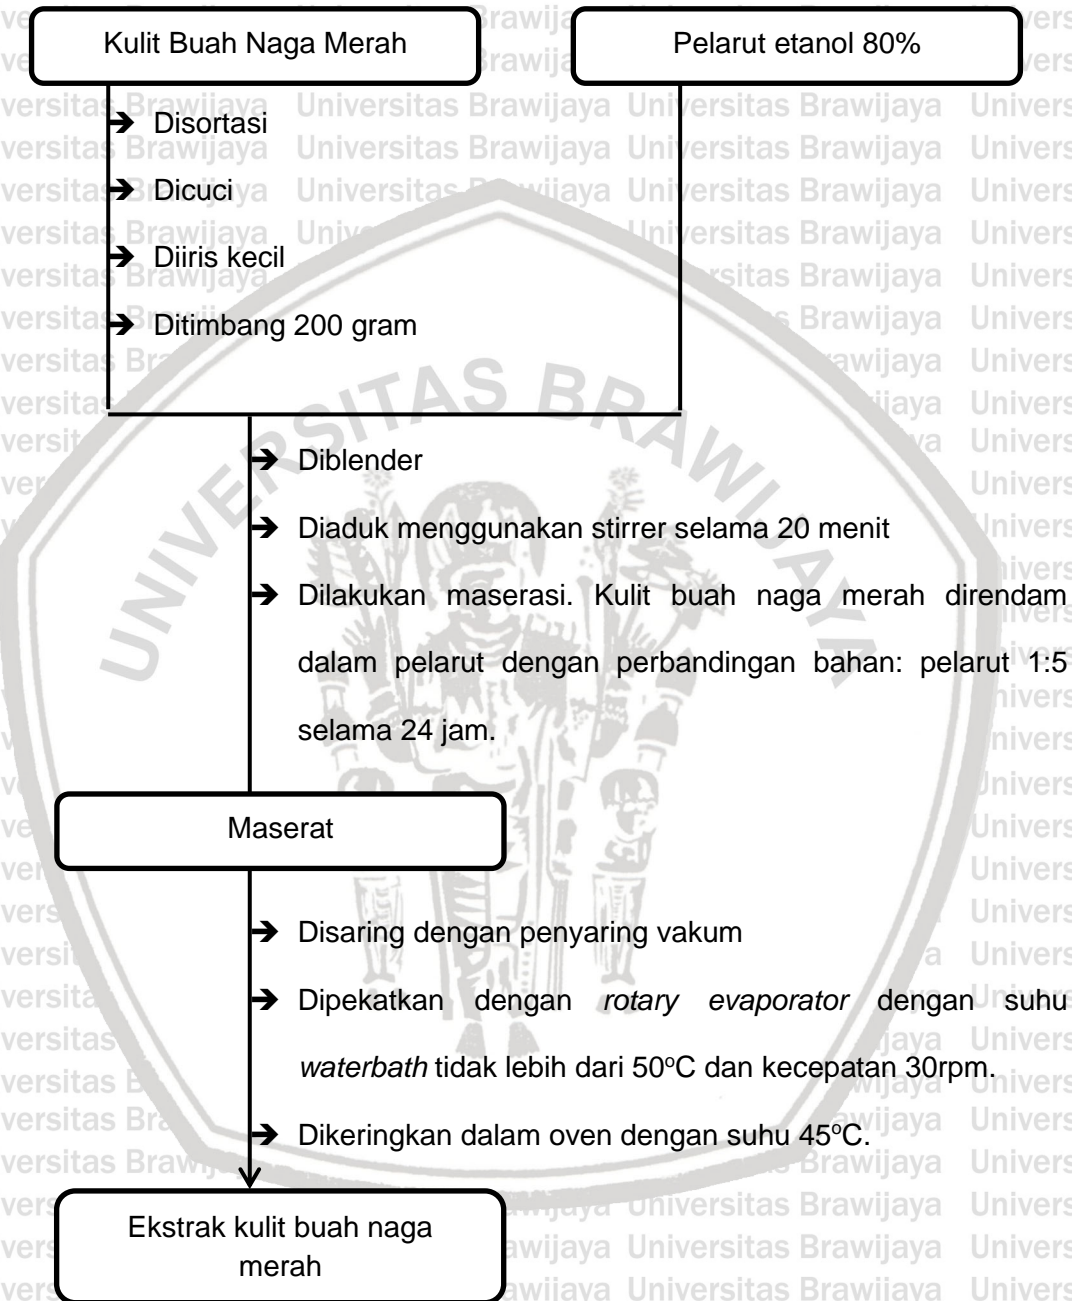 Kulit Buah Naga Merah
Pelarut etanol 80%
➔ Disortasi
➔ Dicuci
➔ Diiris kecil
➔ Ditimbang 200 gram
➔ Diblender
➔ Diaduk menggunakan stirrer selama 20 menit
➔ Dilakukan maserasi. Kulit buah naga merah direndam
dalam pelarut dengan perbandingan bahan: pelarut 1:5
selama 24 jam.
Maserat
➔ Disaring dengan penyaring vakum
➔ Dipekatkan dengan rotary evaporator dengan suhu
waterbath tidak lebih dari 50°C dan kecepatan 30rpm.
➔ Dikeringkan dalam oven dengan suhu 45°C.
Ekstrak kulit buah naga
merah
UNIVERSITAS BRAWIJAYA